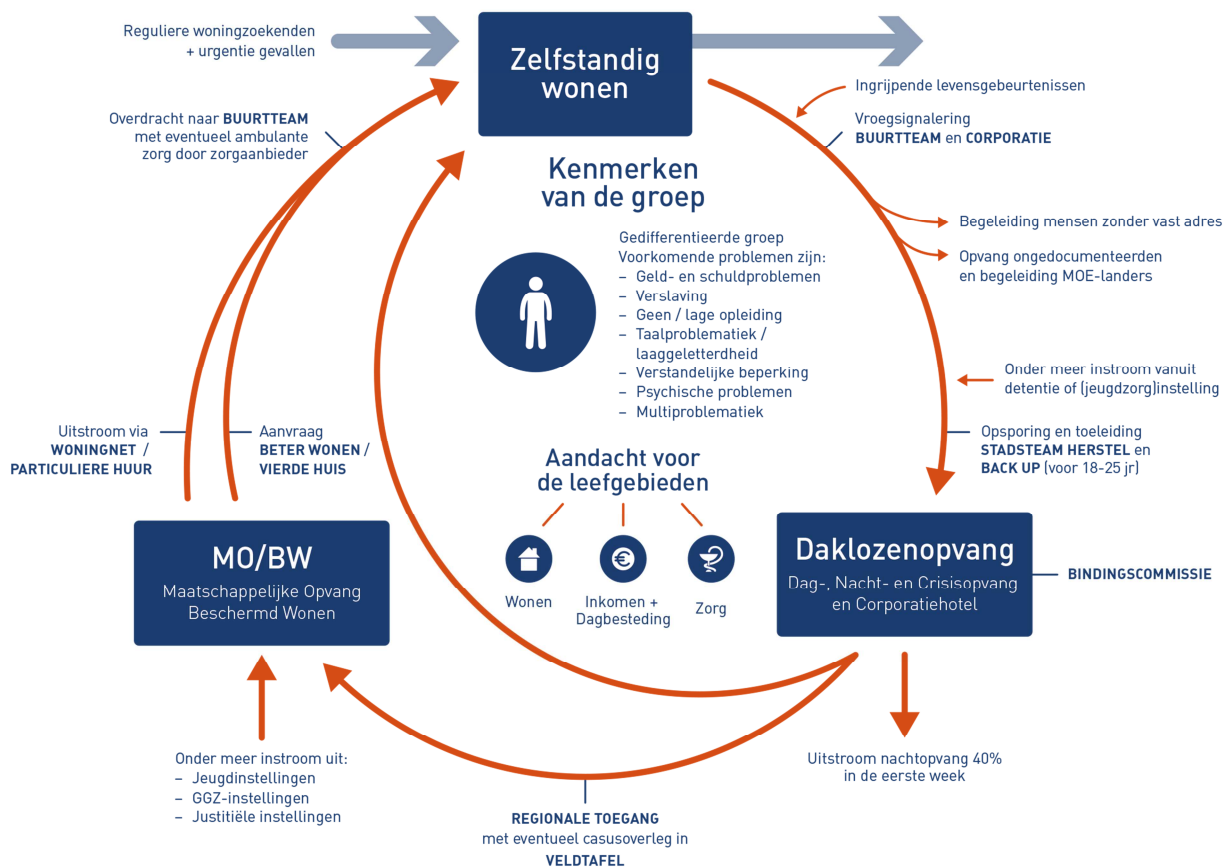 Reguliere woningzoekenden
+ urgentie gevallen
Zelfstandig
wonen
Ingrijpende levensgebeurtenissen
Overdracht naar BUURTTEAM
met eventueel ambulante
zorg door zorgaanbieder
Vroegsignalering
BUURTTEAM en CORPORATIE
Kenmerken
van de groep
Begeleiding mensen zonder vast adres
Opvang ongedocumenteerden
en begeleiding MOE-landers
Gedifferentieerde groep
Voorkomende problemen zijn:
– Geld- en schuldproblemen
– Verslaving
– Geen / lage opleiding
– Taalproblematiek /
laaggeletterdheid
– Verstandelijke beperking
– Psychische problemen
– Multiproblematiek
Onder meer instroom vanuit
detentie of (jeugdzorg)instelling
Uitstroom via
WONINGNET /
PARTICULIERE HUUR
Aanvraag
BETER WONEN /
VIERDE HUIS
Opsporing en toeleiding
STADSTEAM HERSTEL en
BACK UP (voor 18-25 jr)
Aandacht voor
de leefgebieden
Wonen
Inkomen +
Dagbesteding
Zorg
MO/BW
Maatschappelijke Opvang
Beschermd Wonen
Daklozenopvang
Dag-, Nacht- en Crisisopvang
en Corporatiehotel
BINDINGSCOMMISSIE
Onder meer instroom uit:
– Jeugdinstellingen
– GGZ-instellingen
– Justitiële instellingen
Uitstroom nachtopvang 40%
in de eerste week
REGIONALE TOEGANG
met eventueel casusoverleg in
VELDTAFEL